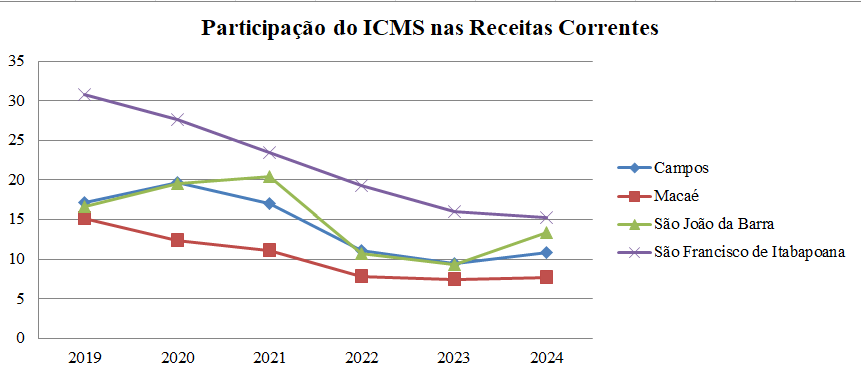 Participação do ICMS nas Receitas Correntes
35
30
25
20
15
10
5
0
2019 2020 2021 2022 2023 2024
Campos
Macaé
São João da Barra
São Francisco de Itabapoana